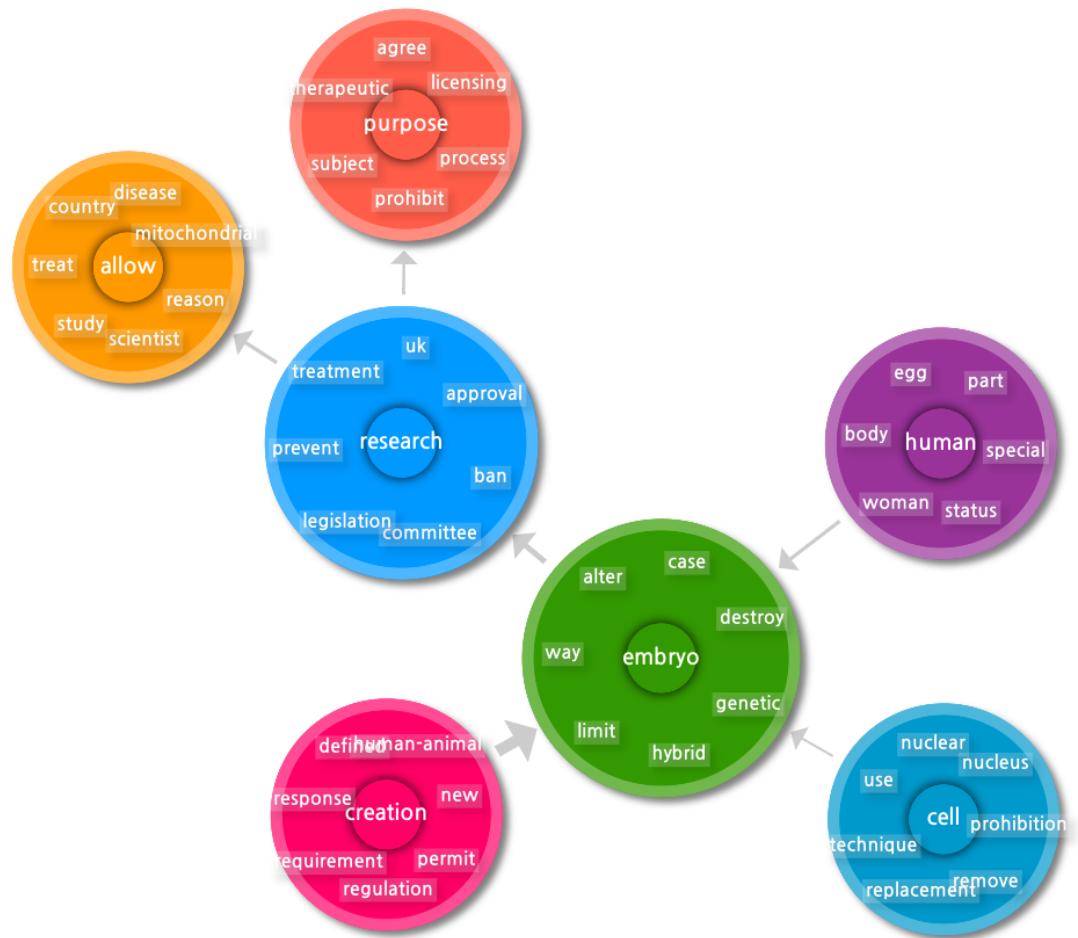 agree
therapeutic
licensing
purpose
subject
process
prohibit
disease
country
mitochondrial
treat
allow
reason
study
scientist
uk
treatment
approval
research
prevent
ban
legislation
committee
egg
part
body
human
special
woman
status
case
alter
destroy
way
embryo
genetic
limit
hybrid
defined
human-animal
response
new
creation
requirement
permit
regulation
nuclear
nucleus
use
cell
prohibition
technique
remove
replacement